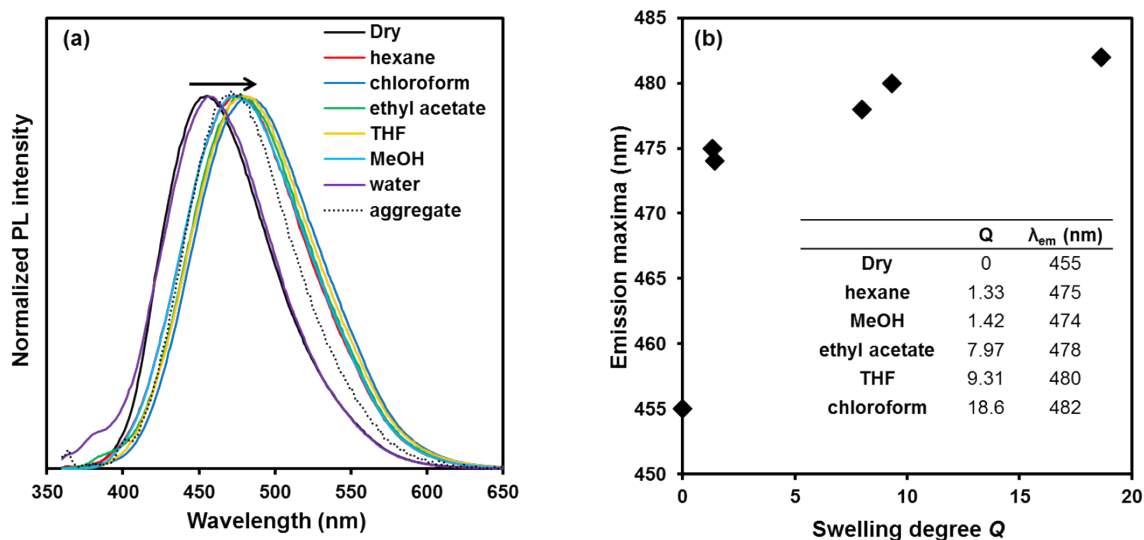 (a)
Dry
hexane
chloroform
ethyl acetate
THF
MeOH
water
aggregate
Normalized PL intensity
350 400 450 500 550 600 650
Wavelength (nm)
(b)
485
480
475
470
465
460
455
450
Emission maxima (nm)
Q λem (nm)
Dry 0 455
hexane 1.33 475
MeOH 1.42 474
ethyl acetate 7.97 478
THF 9.31 480
chloroform 18.6 482
0 5 10 15 20
Swelling degree Q